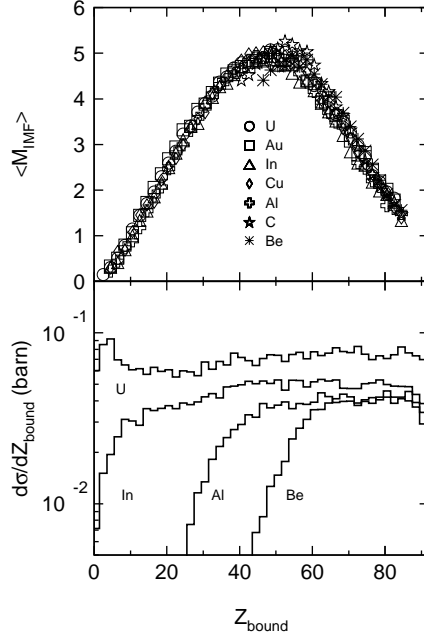 <M_IMF>
6
5
4
3
2
1
0
U
Au
In
Cu
Al
C
Be
dσ/dZ_bound (barn)
10^-1
10^-2
U
In
Al
Be
0 20 40 60 80
Z_bound